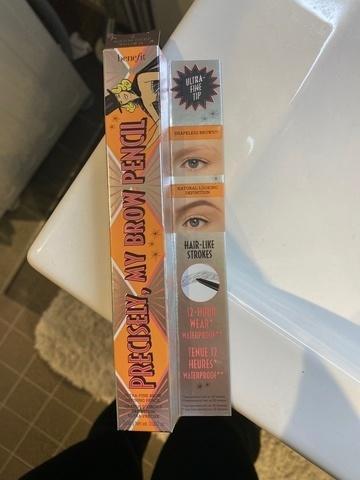 benefit
PRECISELY, MY BROW PENCIL
ULTRA-
FINE
TIP
SHAPELESS BROWS?
NATURAL LOOKING
DEFINITION
HAIR-LIKE
STROKES
12-HOUR
WEAR*
WATERPROOF**
TENUE 12
HEURES*
WATERPROOF**